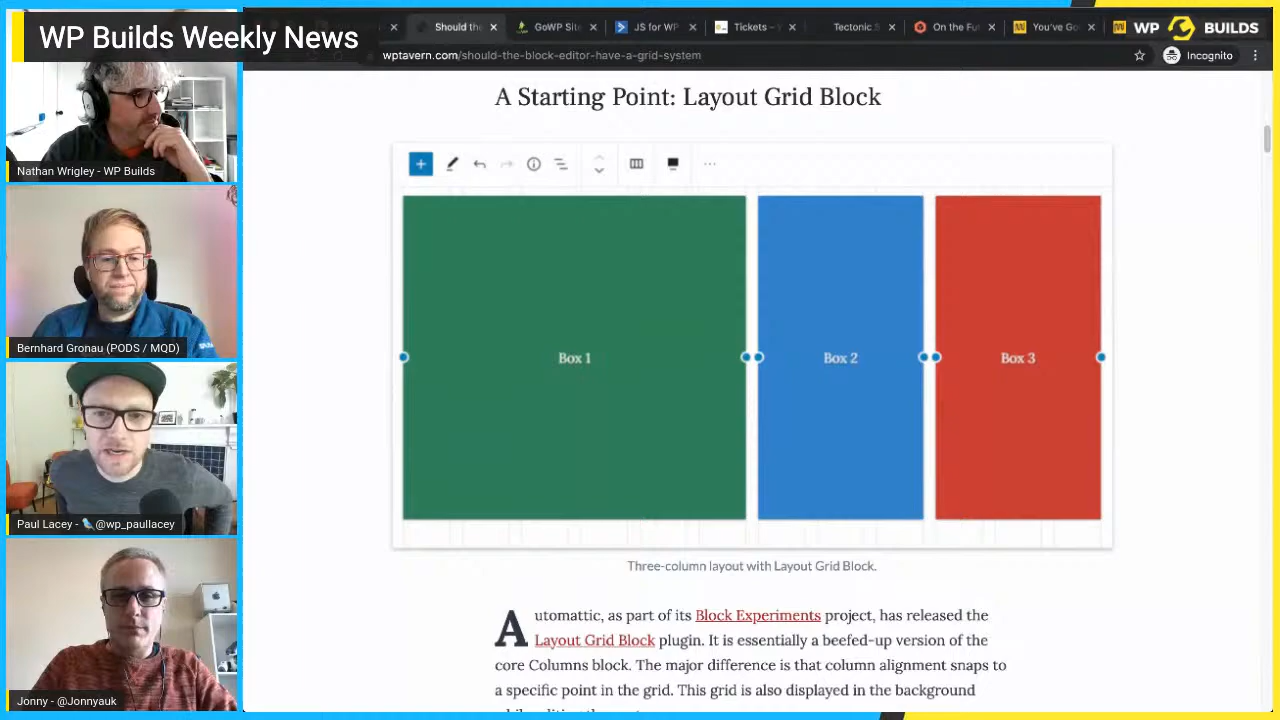 WP Builds Weekly News
Should the
GoWP Site
JS for WP
Tickets –
Tectonic
On the Fut
You've Go
WP BUILDS
wptavern.com/should-the-block-editor-have-a-grid-system
Incognito
A Starting Point: Layout Grid Block
Box 1
Box 2
Box 3
Three-column layout with Layout Grid Block.
Automattic, as part of its Block Experiments project, has released the
Layout Grid Block plugin. It is essentially a beefed-up version of the
core Columns block. The major difference is that column alignment snaps to
a specific point in the grid. This grid is also displayed in the background
Nathan Wrigley - WP Builds
Bernhard Gronau (PODS / MQD)
Paul Lacey - 🐦@wp_paullacey
Jonny - @Jonnyauk